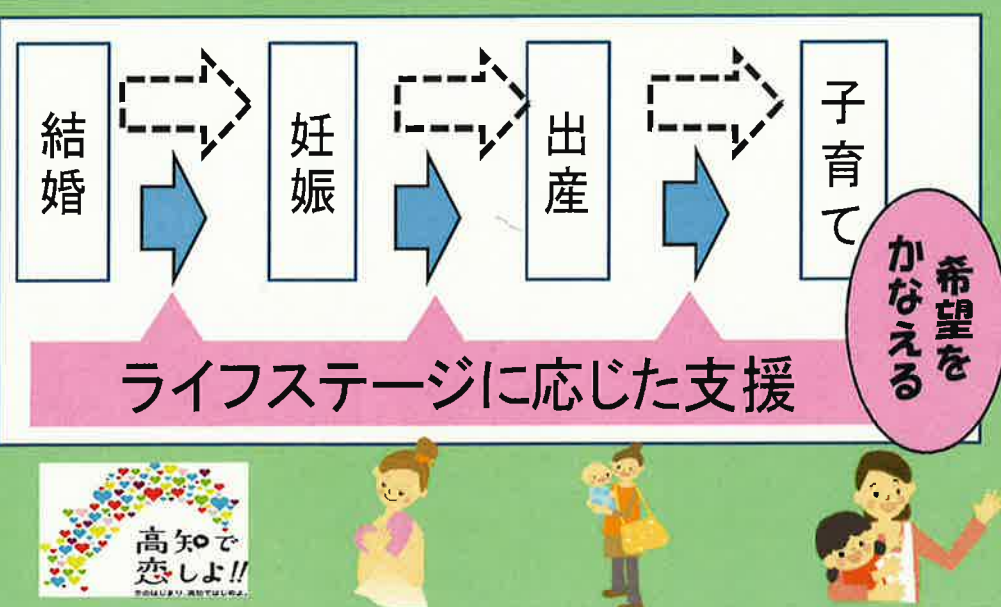 結婚
妊娠
出産
子育て
希望を
かなえる
ライフステージに応じた支援
高知で
恋しよ!!